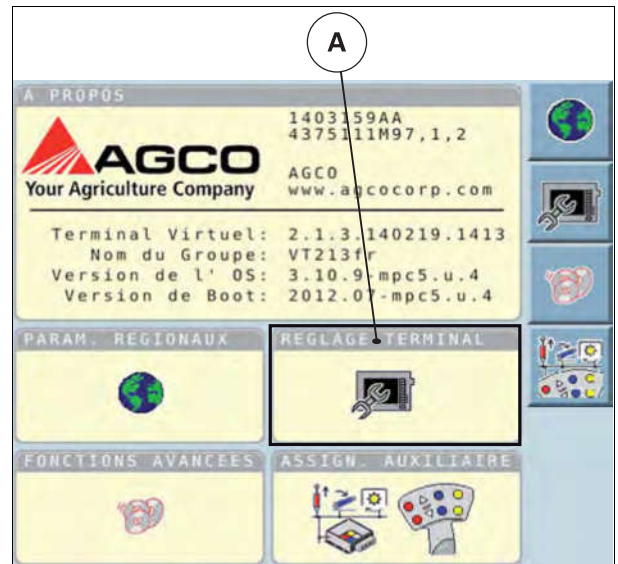 A
A PROPOS
AGCO
Your Agriculture Company
1403159AA
4375111M97,1,2
AGCO
www.agcocorp.com
Terminal Virtuel: 2.1.3.140219.1413
Nom du Groupe: VT213fr
Version de l' OS: 3.10.9-mpc5.u.4
Version de Boot: 2012.07-mpc5.u.4
PARAM. REGIONAUX
REGLAGE TERMINAL
FONCTIONS AVANCEES
ASSIGN. AUXILIAIRE